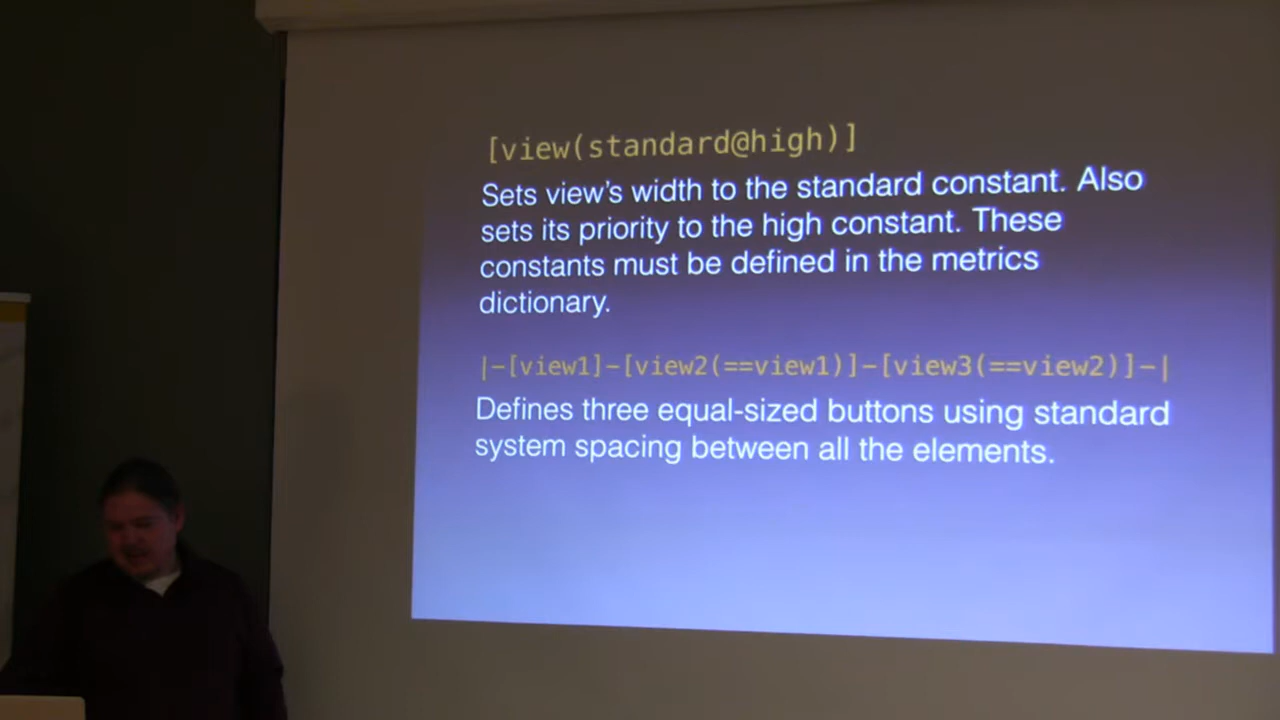 [view(standard@high)]
Sets view's width to the standard constant. Also
sets its priority to the high constant. These
constants must be defined in the metrics
dictionary.
|-[view1]-[view2(==view1)]-[view3(==view2)]-|
Defines three equal-sized buttons using standard
system spacing between all the elements.